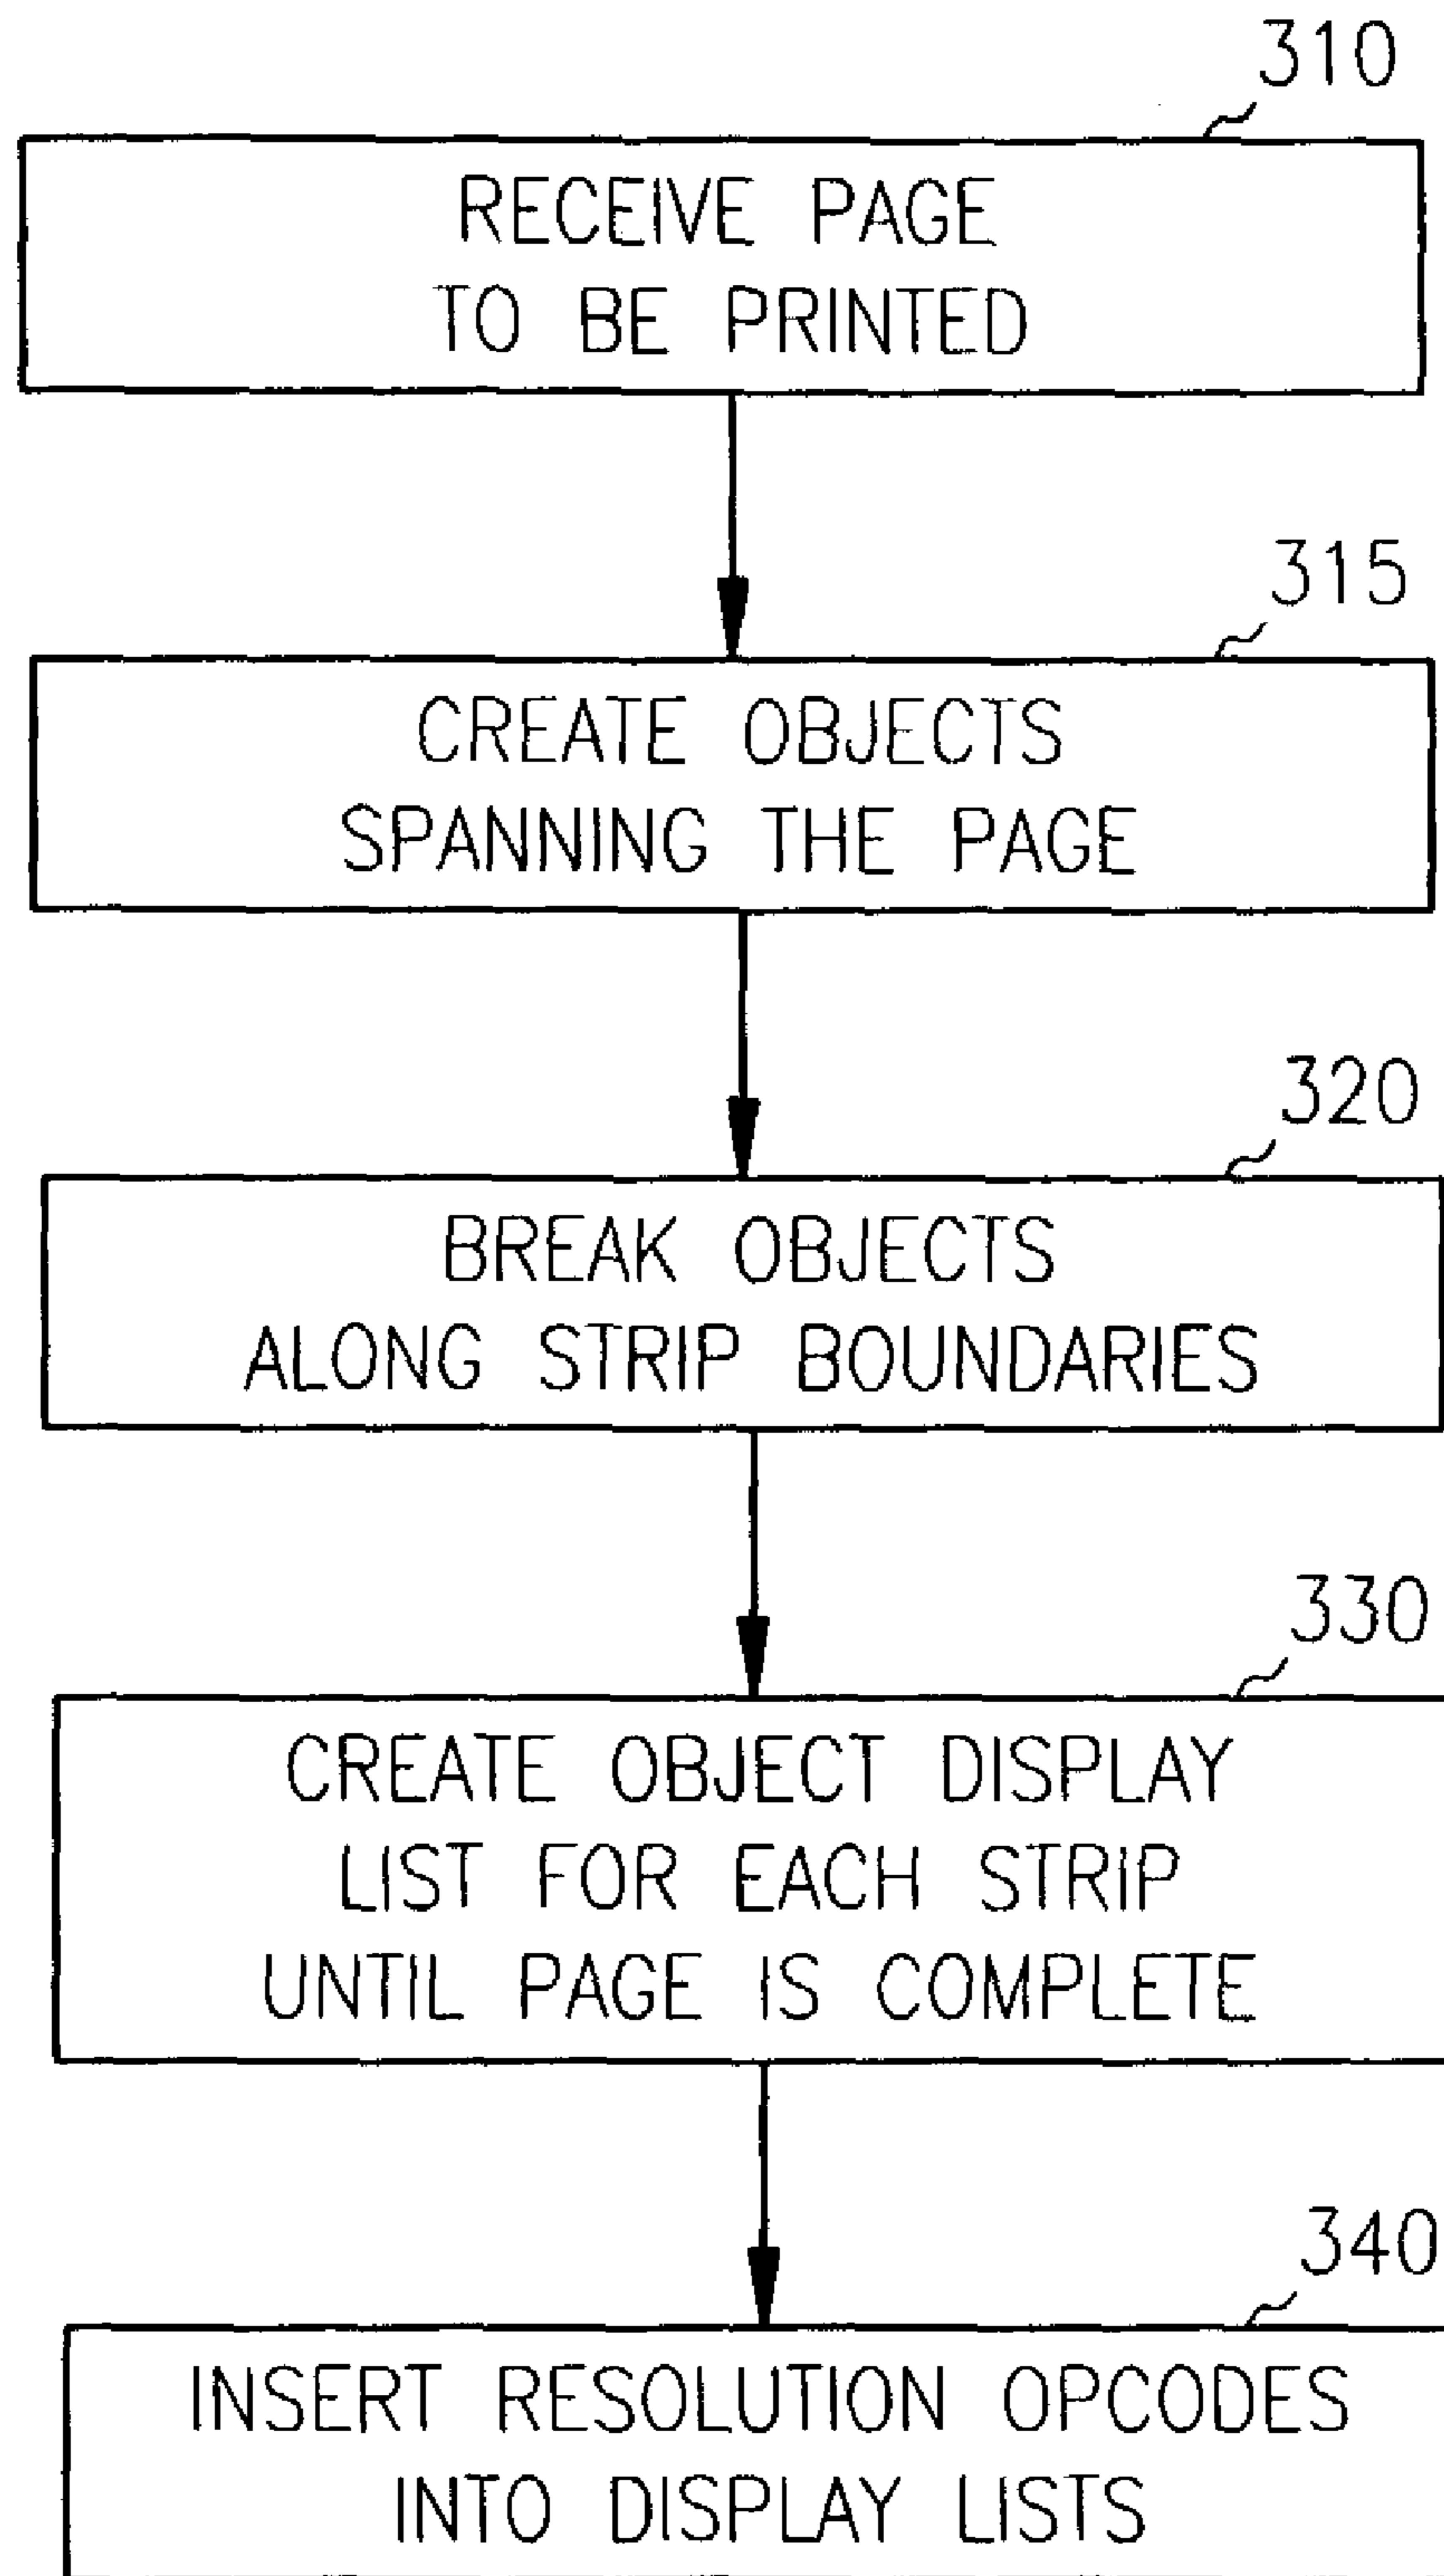 310
RECEIVE PAGE
TO BE PRINTED
315
CREATE OBJECTS
SPANNING THE PAGE
320
BREAK OBJECTS
ALONG STRIP BOUNDARIES
330
CREATE OBJECT DISPLAY
LIST FOR EACH STRIP
UNTIL PAGE IS COMPLETE
340
INSERT RESOLUTION OPCODES
INTO DISPLAY LISTS